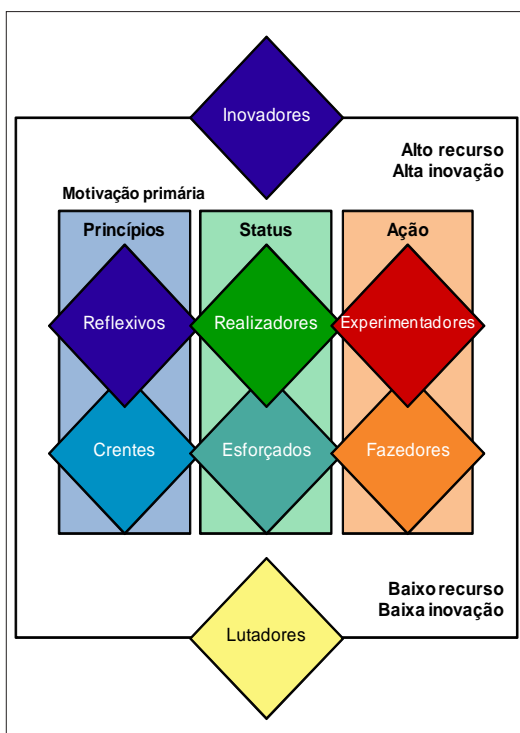 Inovadores
Alto recurso
Alta inovação
Motivação primária
Princípios
Status
Ação
Reflexivos
Realizadores
Experimentadores
Crentes
Esforçados
Fazedores
Baixo recurso
Baixa inovação
Lutadores